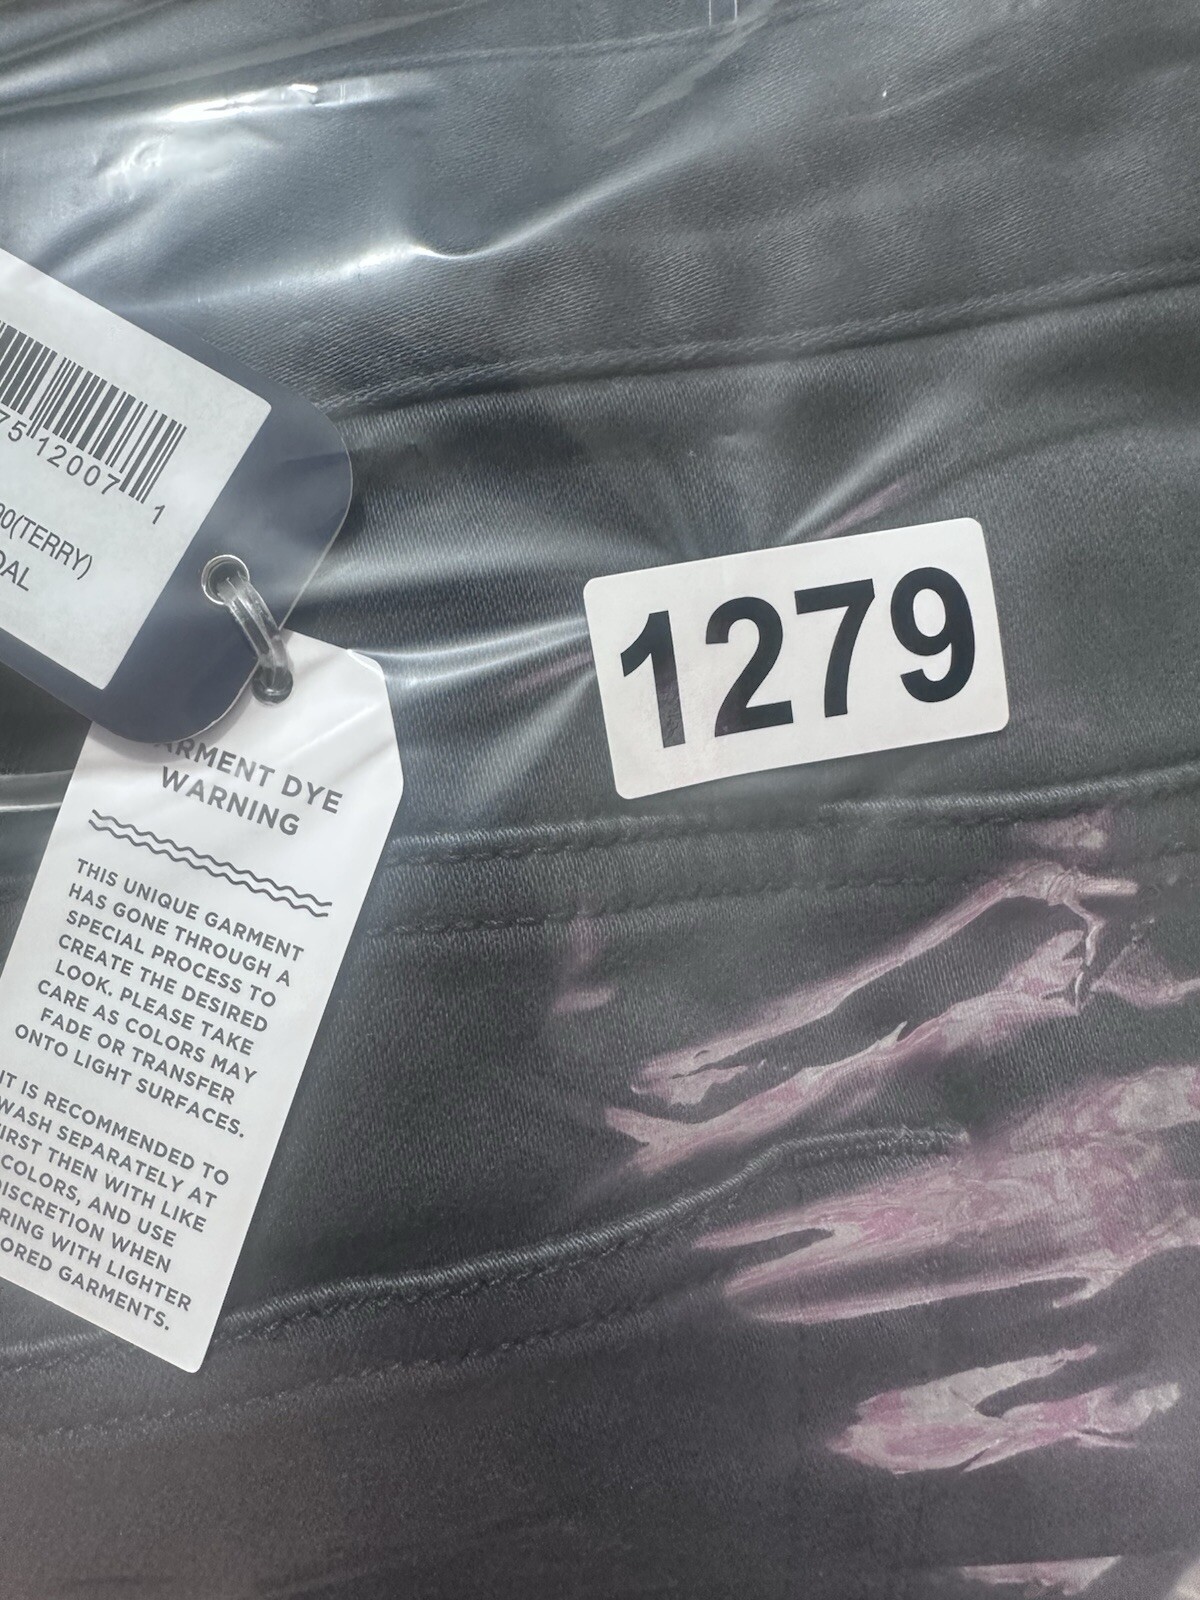 75 12007 1
00(TERRY)
DAL
1279
ARMENT DYE
WARNING
THIS UNIQUE GARMENT
HAS GONE THROUGH A
SPECIAL PROCESS TO
CREATE THE DESIRED
LOOK. PLEASE TAKE
CARE AS COLORS MAY
FADE OR TRANSFER
ONTO LIGHT SURFACES.
IT IS RECOMMENDED TO
WASH SEPARATELY AT
FIRST THEN WITH LIKE
COLORS, AND USE
DISCRETION WHEN
RING WITH LIGHTER
ORED GARMENTS.